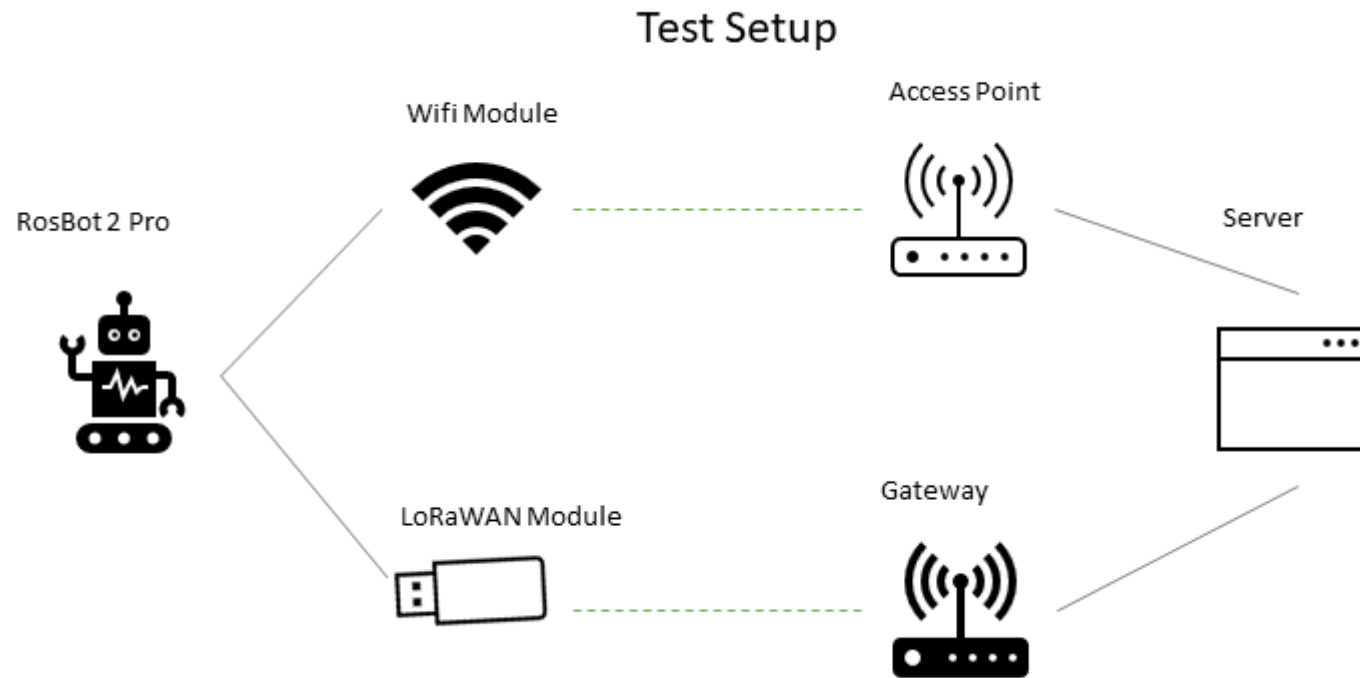 Test Setup
Access Point
Wifi Module
RosBot 2 Pro
Server
Gateway
LoRaWAN Module